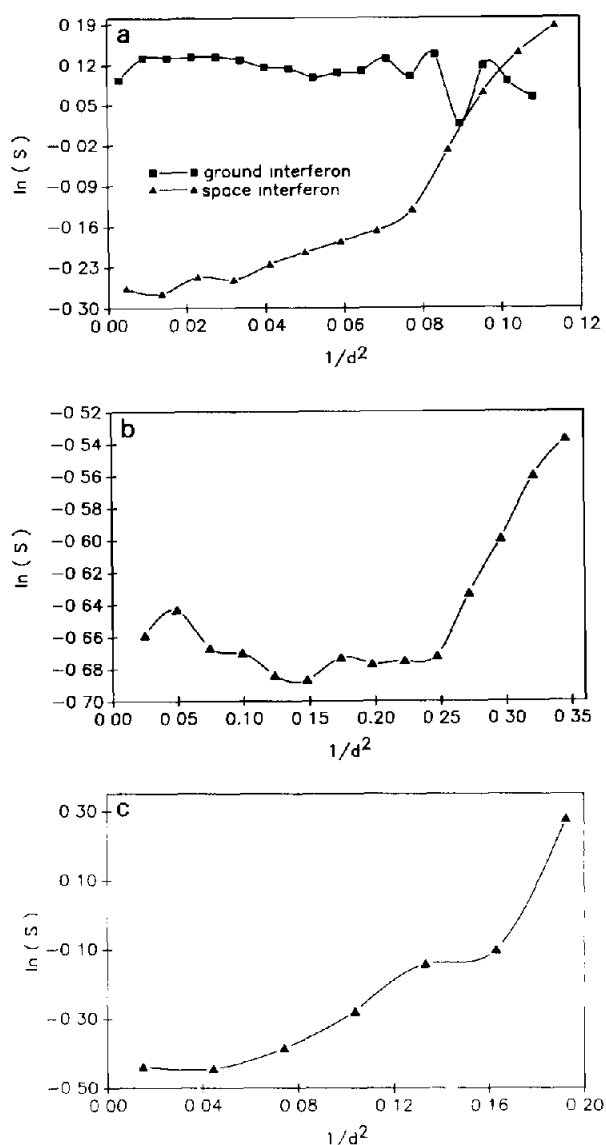 a
0 19
0 12
0 05
−0 02
−0 09
−0 16
−0 23
−0 30
ln ( S )
ground interferon
space interferon
0 00 0 02 0 04 0 06 0 08 0 10 0 12
1/d²
b
−0 52
−0 54
−0 56
−0 58
−0 60
−0 62
−0 64
−0 66
−0 68
−0 70
ln ( S )
0 00 0 05 0 10 0 15 0 20 0 25 0 30 0 35
1/d²
c
0 30
0 10
−0 10
−0 30
−0 50
ln ( S )
0 00 0 04 0 08 0 12 0 16 0 20
1/d²